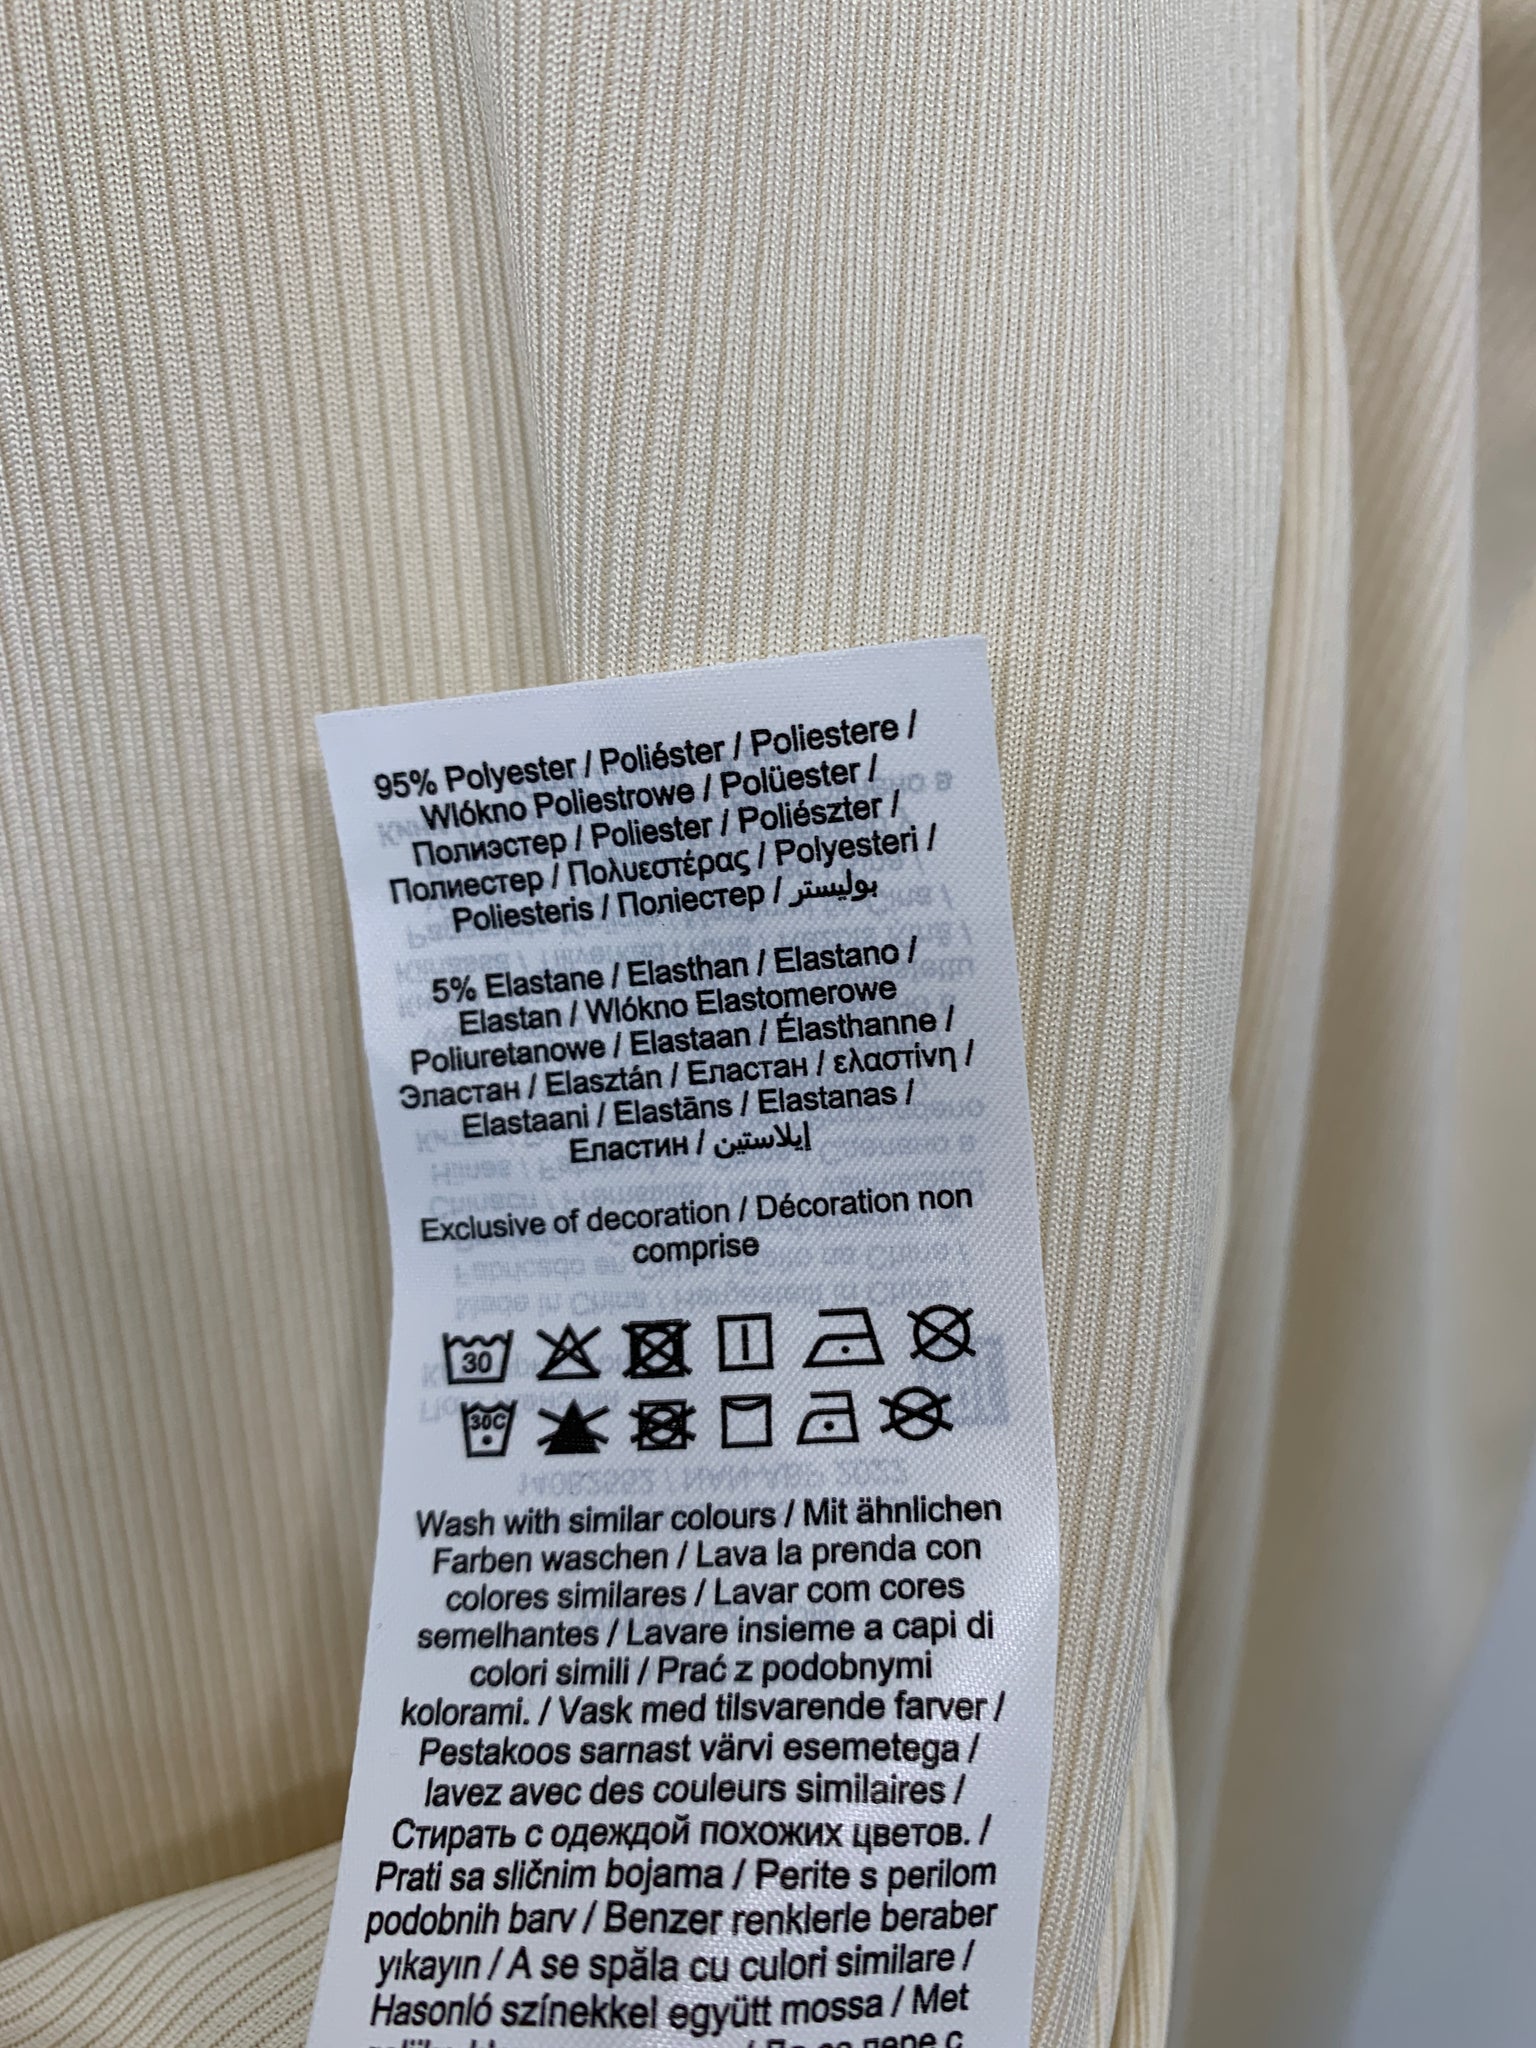 95% Polyester / Poliéster / Poliestere /
Wlókno Poliestrowe / Polüester /
Полиэстер / Poliester / Poliészter /
Полиестер / Πολυεστέρας / Polyesteri /
Poliesteris / Поліестер / بوليستر
5% Elastane / Elasthan / Elastano /
Elastan / Wlókno Elastomerowe
Poliuretanowe / Elastaan / Élasthanne /
Эластан / Elasztán / Еластан / ελαστίνη /
Elastaani / Elastāns / Elastanas /
Еластин / إيلاستين
Exclusive of decoration / Décoration non
comprise
30
30C
Wash with similar colours / Mit ähnlichen
Farben waschen / Lava la prenda con
colores similares / Lavar com cores
semelhantes / Lavare insieme a capi di
colori simili / Prać z podobnymi
kolorami. / Vask med tilsvarende farver /
Pestakoos sarnast värvi esemetega /
lavez avec des couleurs similaires /
Стирать с одеждой похожих цветов. /
Prati sa sličnim bojama / Perite s perilom
podobnih barv / Benzer renklerle beraber
yıkayın / A se spăla cu culori similare /
Hasonló színekkel együtt mossa / Met